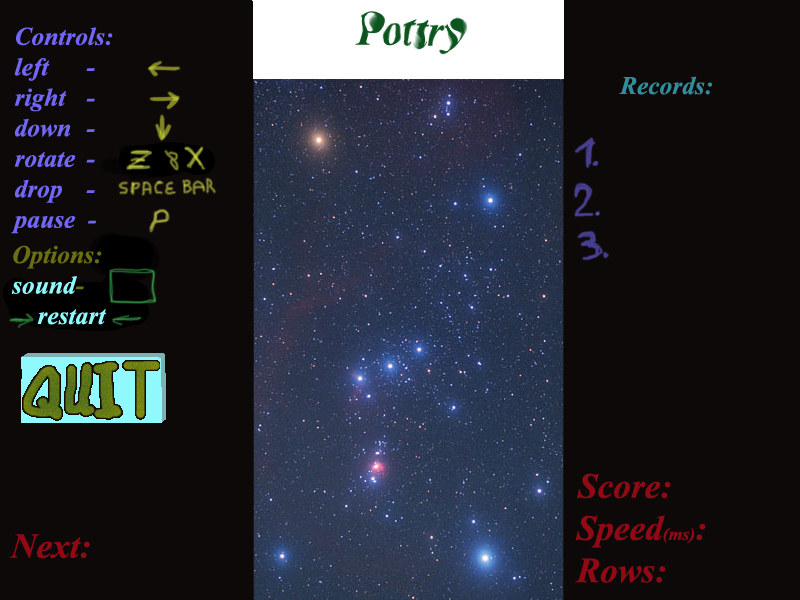 Pottry
Controls:
left - ←
right - →
down - ↓
rotate - Z & X
drop - SPACE BAR
pause - P
Options:
sound-
→ restart ←
QUIT
Next:
Records:
1.
2.
3.
Score:
Speed(ms):
Rows: